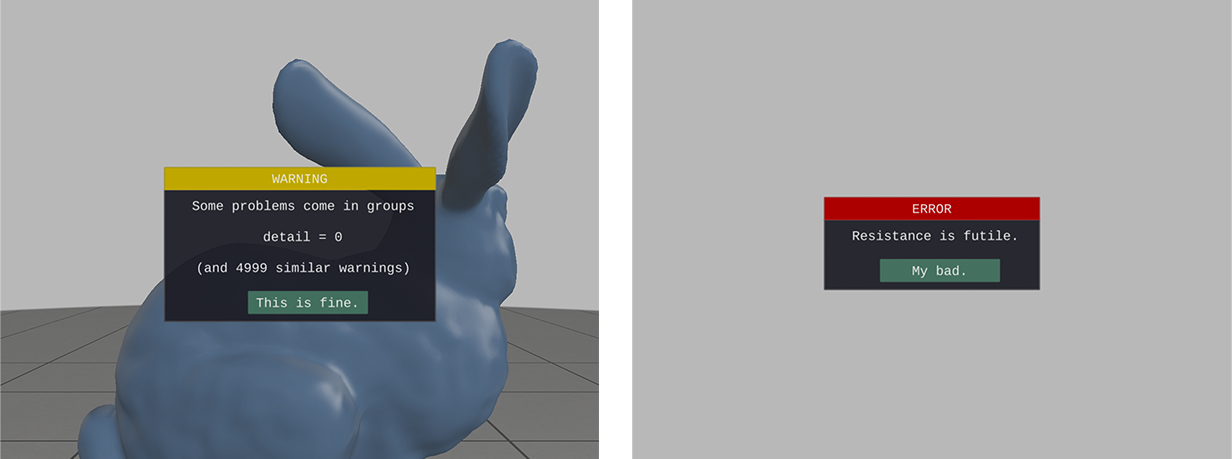 WARNING
Some problems come in groups
detail = 0
(and 4999 similar warnings)
This is fine.
ERROR
Resistance is futile.
My bad.